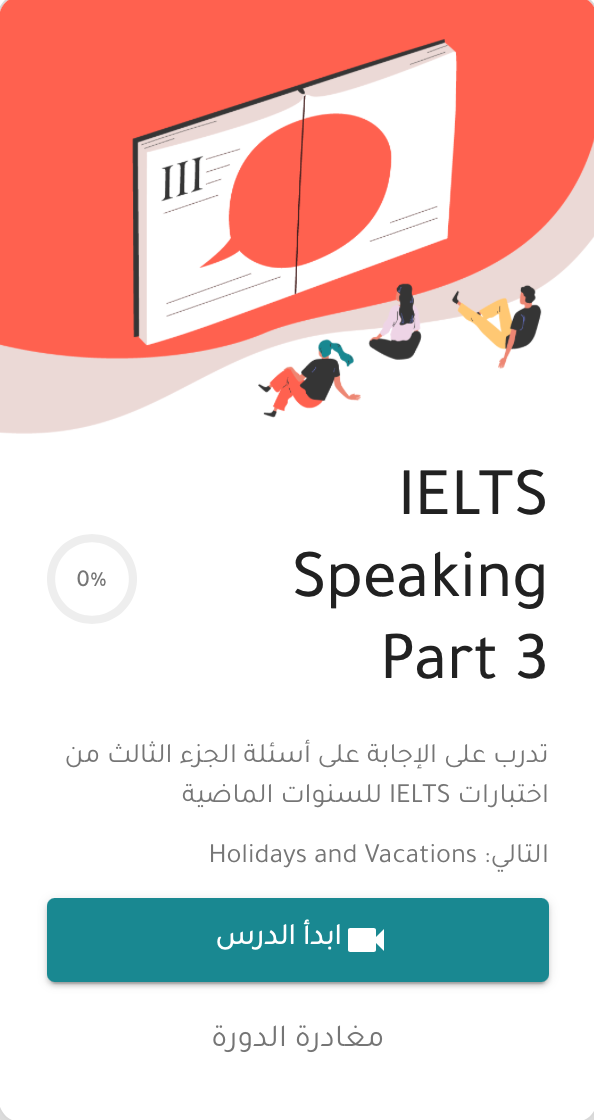 III
IELTS
Speaking
Part 3
0%
تدرب على الإجابة على أسئلة الجزء الثالث من
اختبارات IELTS للسنوات الماضية
التالي: Holidays and Vacations
ابدأ الدرس
مغادرة الدورة